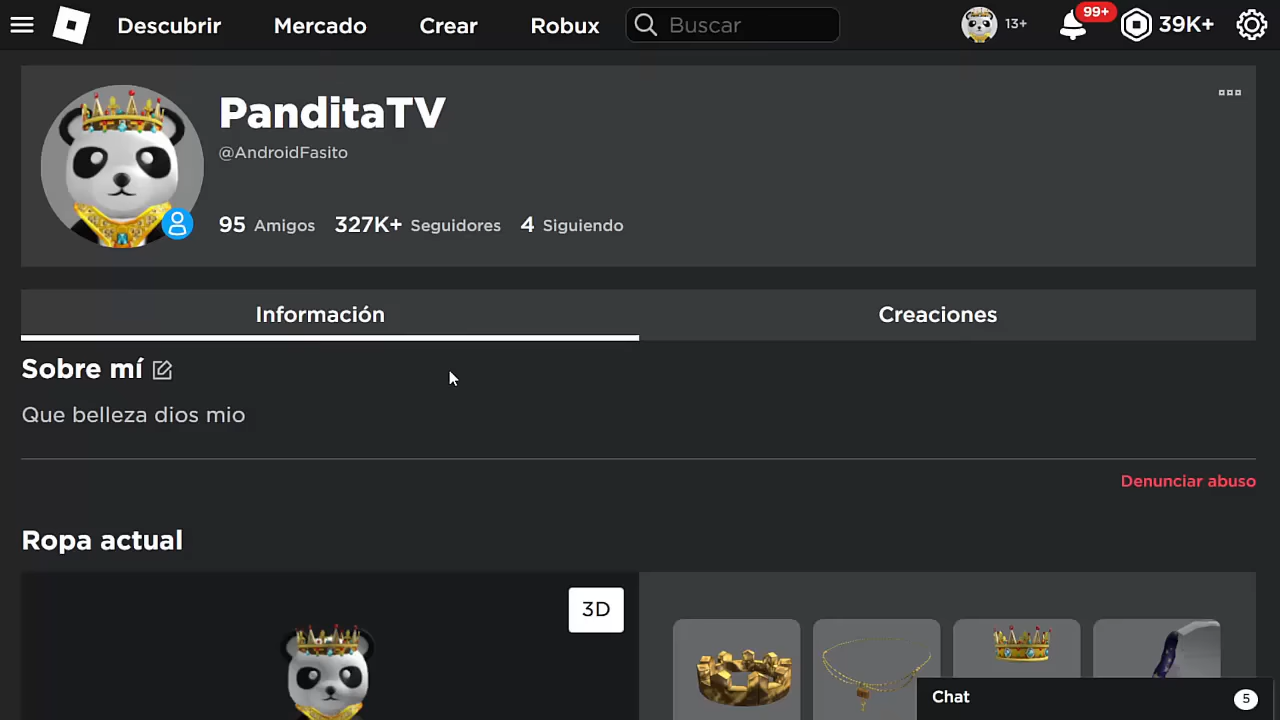 Descubrir Mercado Crear Robux Buscar 13+ 99+ 39K+
PanditaTV
@AndroidFasito
95 Amigos 327K+ Seguidores 4 Siguiendo
Información Creaciones
Sobre mí
Que belleza dios mio
Denunciar abuso
Ropa actual
3D
Chat 5